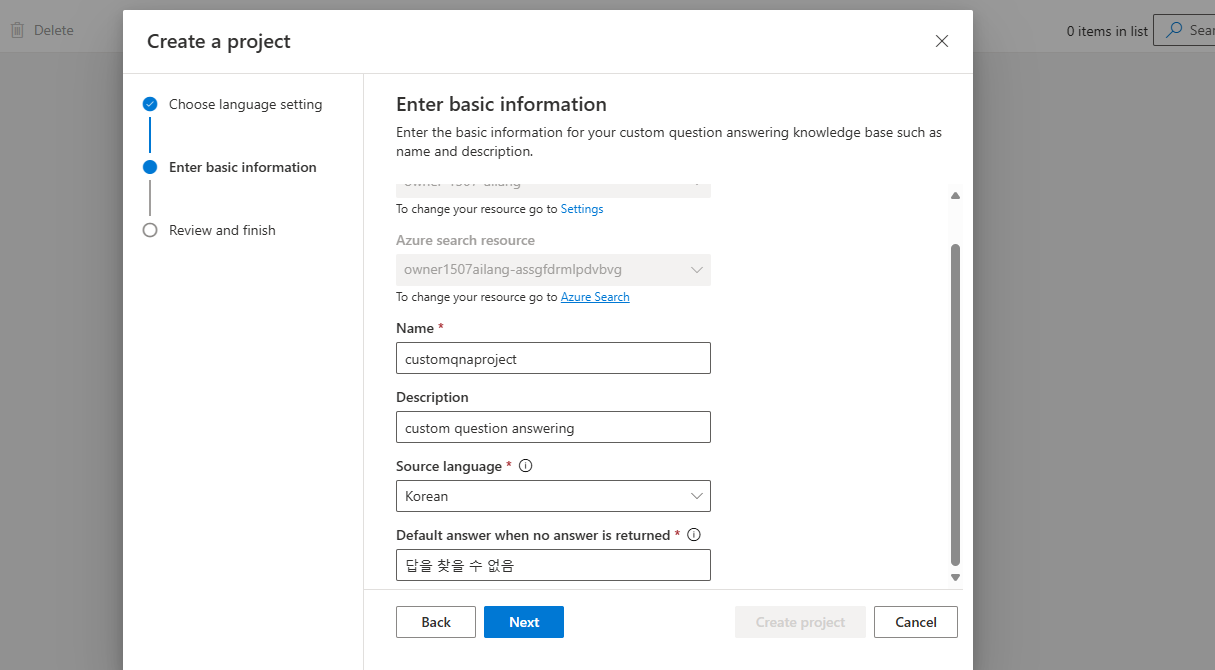 Delete
0 items in list
Sear
Create a project
Choose language setting
Enter basic information
Review and finish
Enter basic information
Enter the basic information for your custom question answering knowledge base such as
name and description.
To change your resource go to Settings
Azure search resource
owner1507ailang-assgfdrmlpdvbvg
To change your resource go to Azure Search
Name *
customqnaproject
Description
custom question answering
Source language *
Korean
Default answer when no answer is returned *
답을 찾을 수 없음
Back
Next
Create project
Cancel